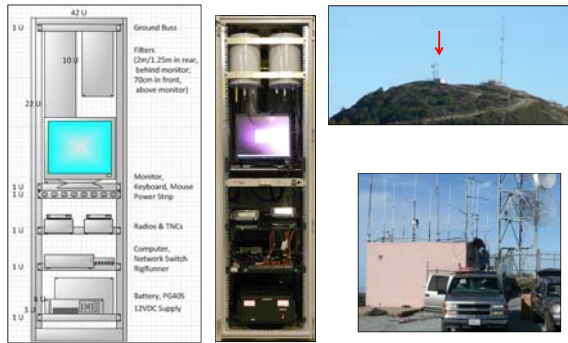 42 U
1 U
Ground Buss
Filters
(2m/1.25m in rear,
behind monitor;
70cm in front,
above monitor)
10 U
22 U
Monitor,
Keyboard, Mouse
Power Strip
1 U
1 U
Radios & TNCs
1 U
Computer,
Network Switch
RigRunner
1 U
Battery, PG40S
12VDC Supply
6 U
3 U
1 U